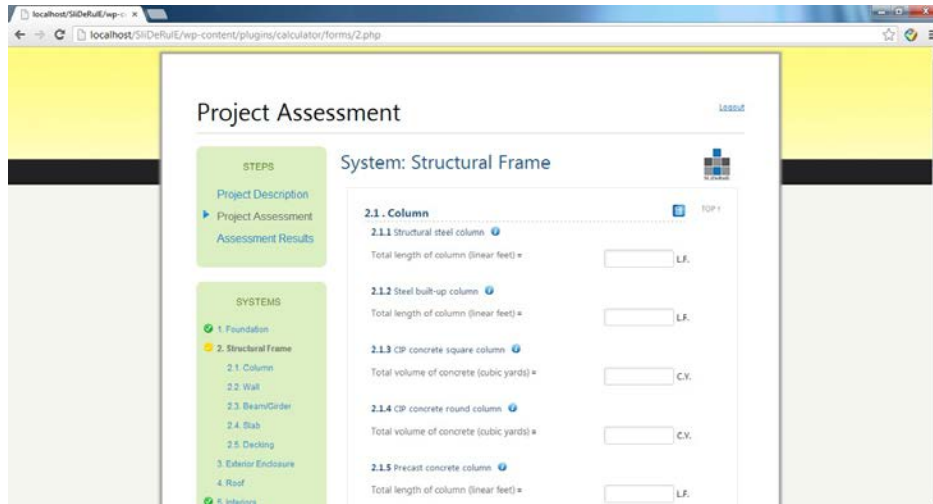 localhost/SliDeRulE/wp-c
localhost/SliDeRulE/wp-content/plugins/calculator/forms/2.php
Project Assessment
Logout
STEPS
Project Description
Project Assessment
Assessment Results
SYSTEMS
1. Foundation
2. Structural Frame
2.1. Column
2.2. Wall
2.3. Beam/Girder
2.4. Slab
2.5. Decking
3. Exterior Enclosure
4. Roof
5. Interiors
System: Structural Frame
2.1. Column
TOP ↑
2.1.1 Structural steel column
Total length of column (linear feet) =
L.F.
2.1.2 Steel built-up column
Total length of column (linear feet) =
L.F.
2.1.3 CIP concrete square column
Total volume of concrete (cubic yards) =
C.Y.
2.1.4 CIP concrete round column
Total volume of concrete (cubic yards) =
C.Y.
2.1.5 Precast concrete column
Total length of column (linear feet) =
L.F.